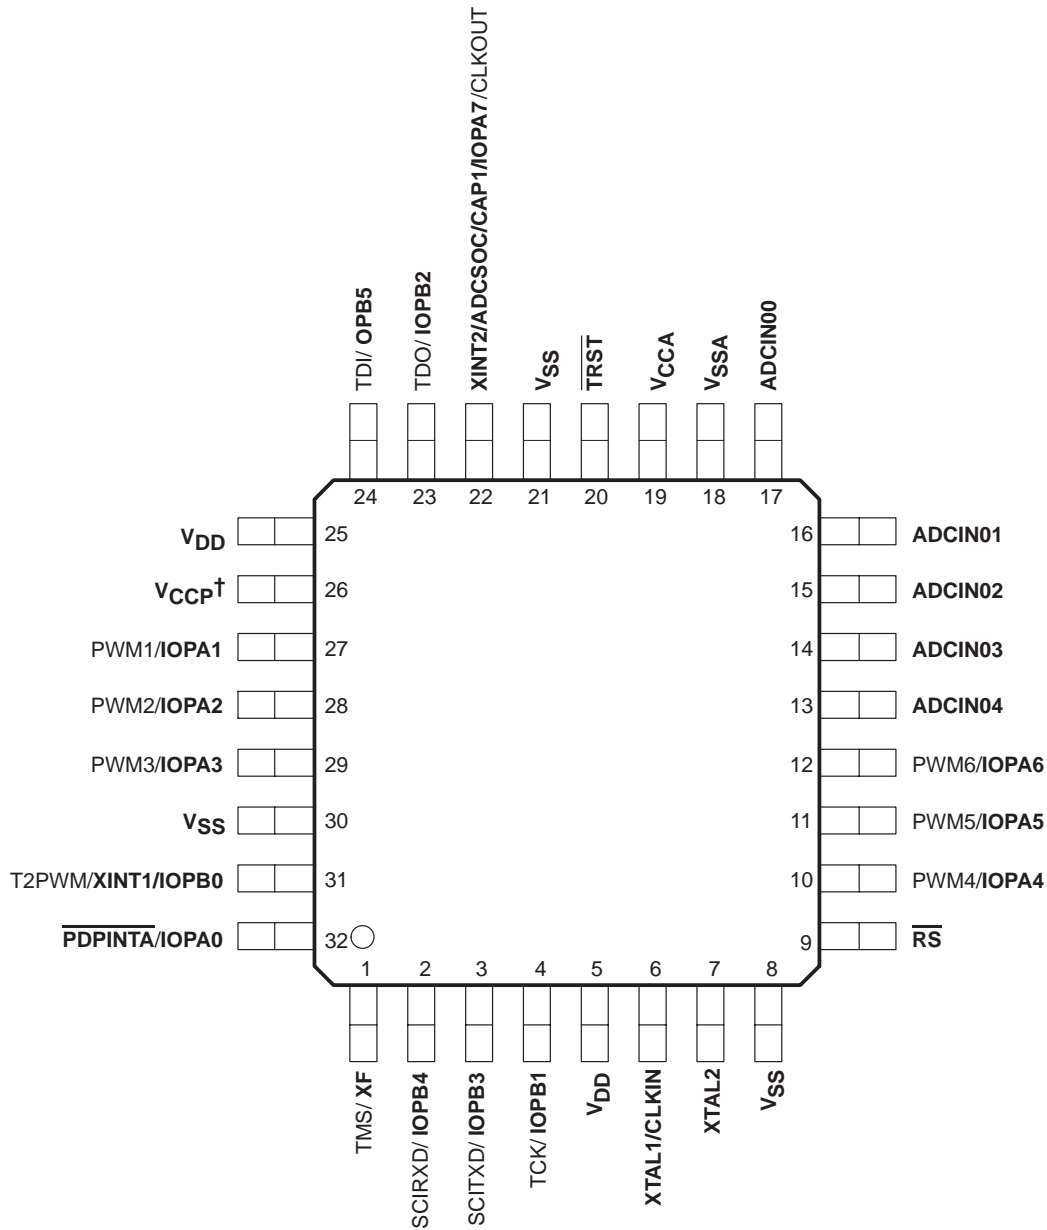 XINT2/ADCSOC/CAP1/IOPA7/CLKOUT
TDI/ OPB5
TDO/ IOPB2
VSS
TRST
VCCA
VSSA
ADCIN00
24 23 22 21 20 19 18 17
VDD 25
16 ADCIN01
VCCP† 26
15 ADCIN02
PWM1/IOPA1 27
14 ADCIN03
PWM2/IOPA2 28
13 ADCIN04
PWM3/IOPA3 29
12 PWM6/IOPA6
VSS 30
11 PWM5/IOPA5
T2PWM/XINT1/IOPB0 31
10 PWM4/IOPA4
PDPINTA/IOPA0 32
9 RS
1 2 3 4 5 6 7 8
TMS/ XF
SCIRXD/ IOPB4
SCITXD/ IOPB3
TCK/ IOPB1
VDD
XTAL1/CLKIN
XTAL2
VSS